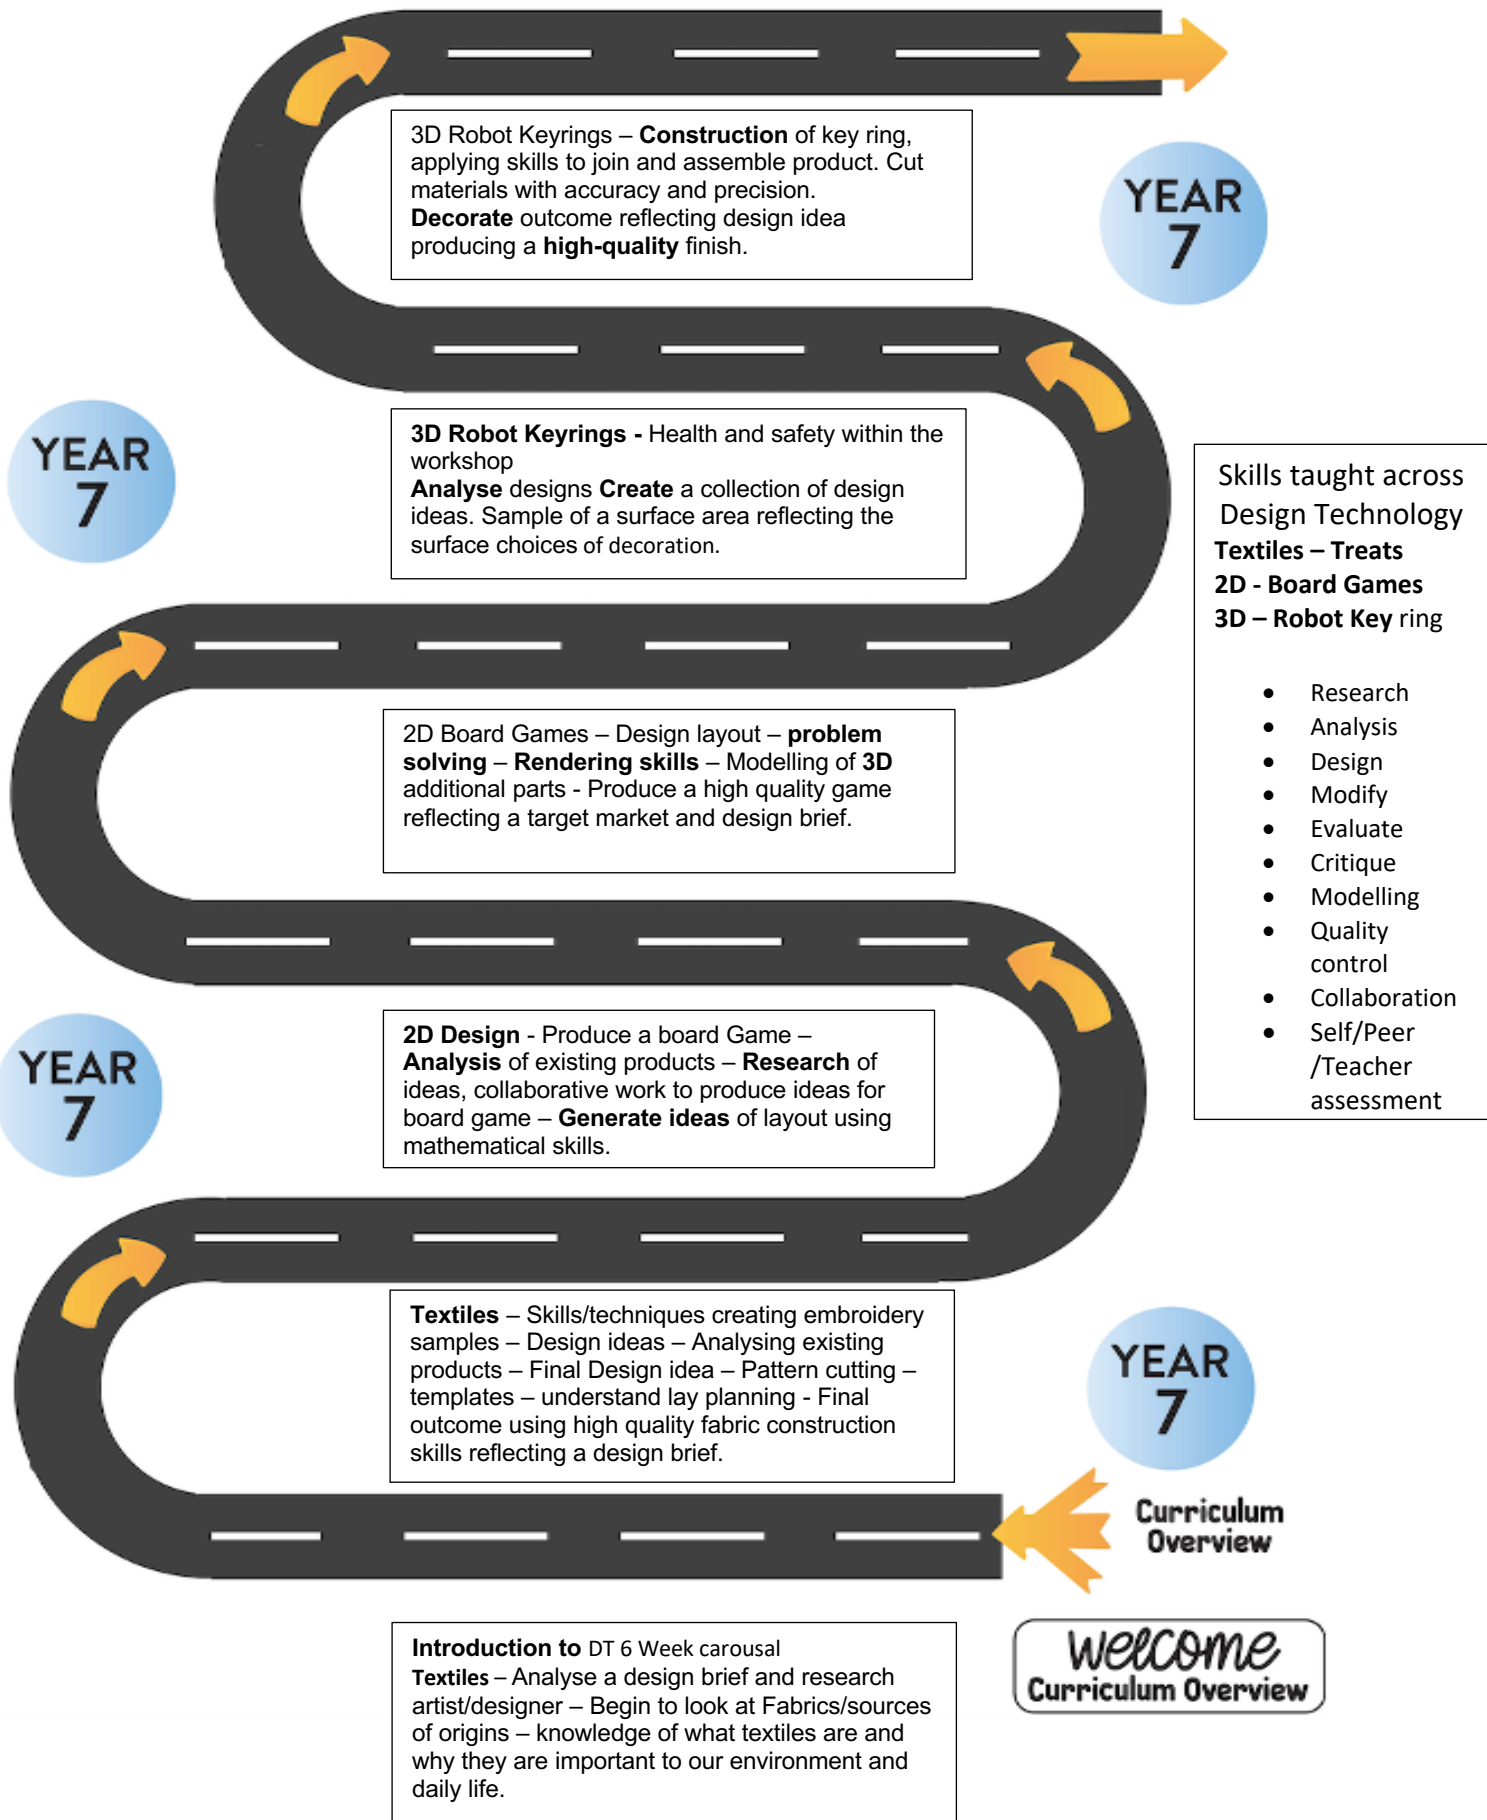 3D Robot Keyrings – Construction of key ring,
applying skills to join and assemble product. Cut
materials with accuracy and precision.
Decorate outcome reflecting design idea
producing a high-quality finish.
YEAR
7
3D Robot Keyrings - Health and safety within the
workshop
Analyse designs Create a collection of design
ideas. Sample of a surface area reflecting the
surface choices of decoration.
YEAR
7
Skills taught across
Design Technology
Textiles – Treats
2D - Board Games
3D – Robot Key ring
• Research
• Analysis
• Design
• Modify
• Evaluate
• Critique
• Modelling
• Quality
control
• Collaboration
• Self/Peer
/Teacher
assessment
2D Board Games – Design layout – problem
solving – Rendering skills – Modelling of 3D
additional parts - Produce a high quality game
reflecting a target market and design brief.
2D Design - Produce a board Game –
Analysis of existing products – Research of
ideas, collaborative work to produce ideas for
board game – Generate ideas of layout using
mathematical skills.
YEAR
7
Textiles – Skills/techniques creating embroidery
samples – Design ideas – Analysing existing
products – Final Design idea – Pattern cutting –
templates – understand lay planning - Final
outcome using high quality fabric construction
skills reflecting a design brief.
YEAR
7
Curriculum
Overview
Introduction to DT 6 Week carousal
Textiles – Analyse a design brief and research
artist/designer – Begin to look at Fabrics/sources
of origins – knowledge of what textiles are and
why they are important to our environment and
daily life.
Welcome
Curriculum Overview